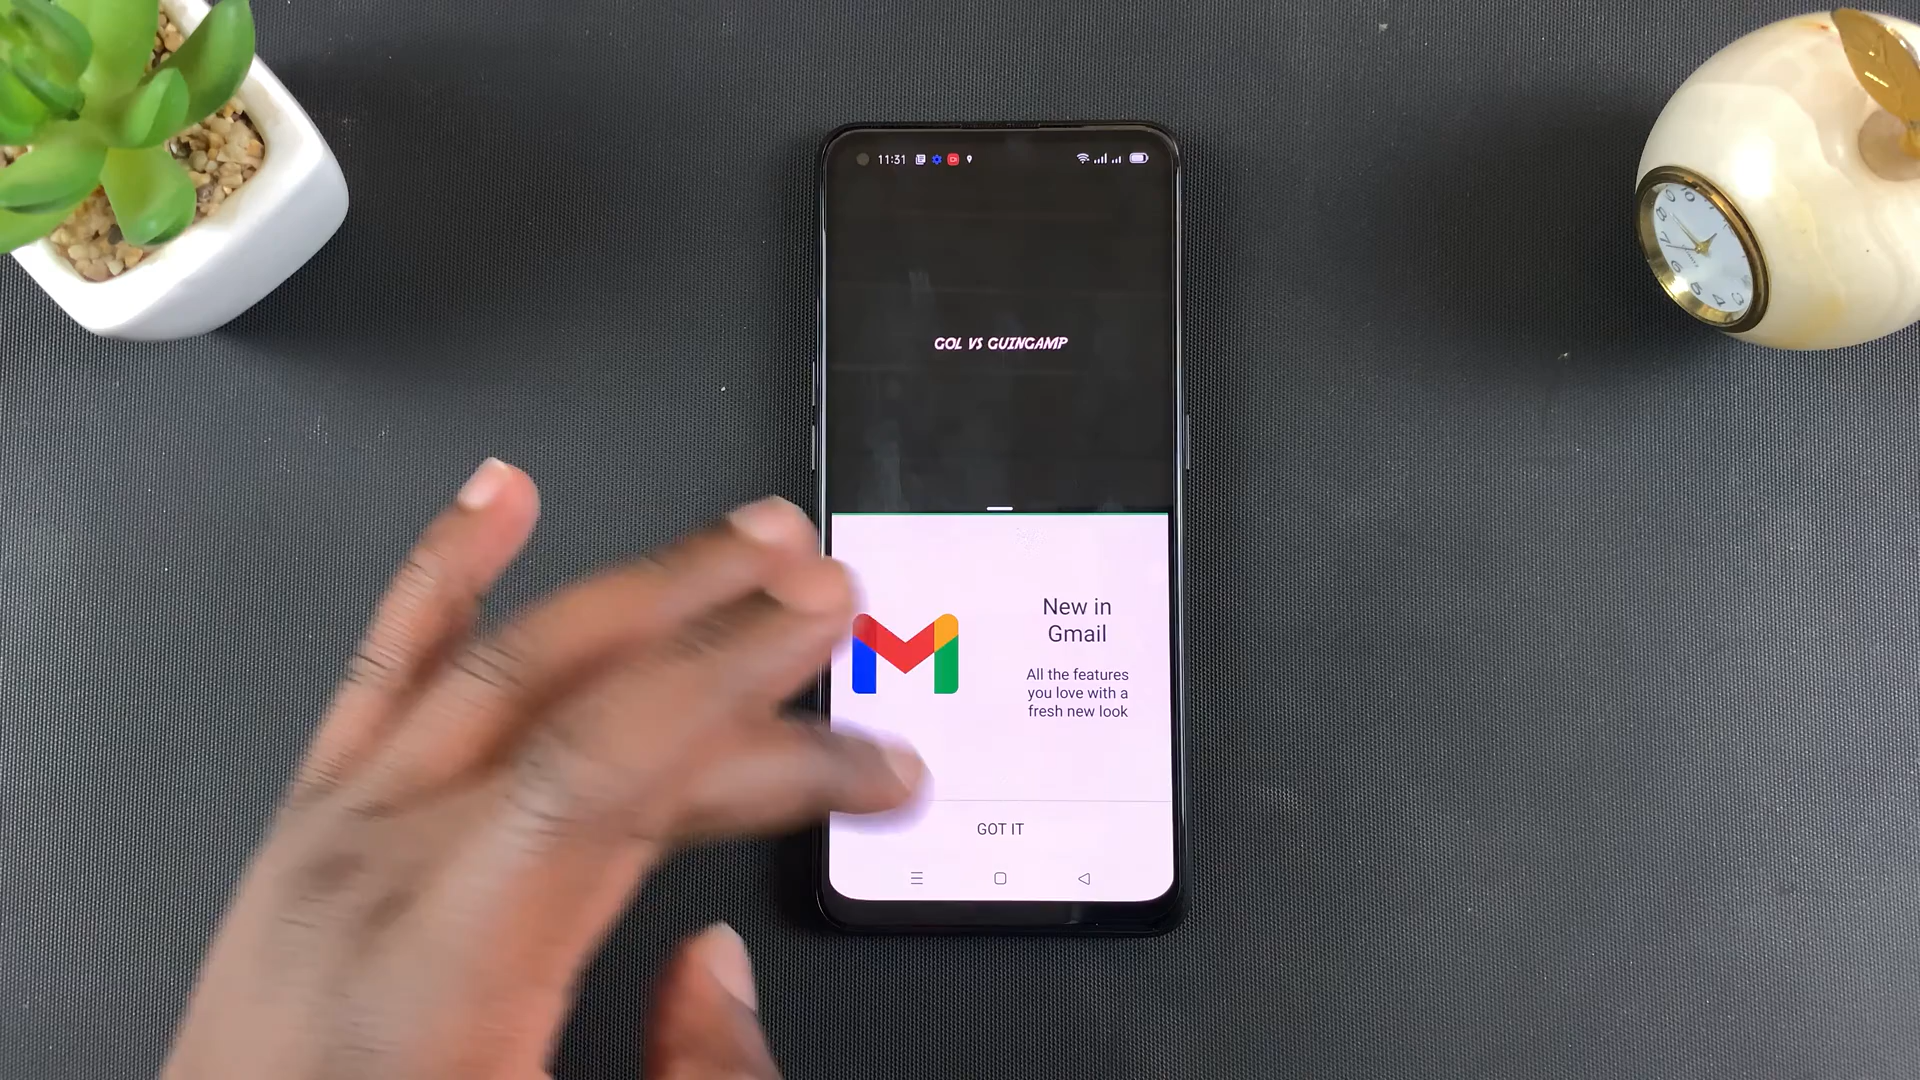 11:31
GOL VS GUINGAMP
New in
Gmail
All the features
you love with a
fresh new look
GOT IT